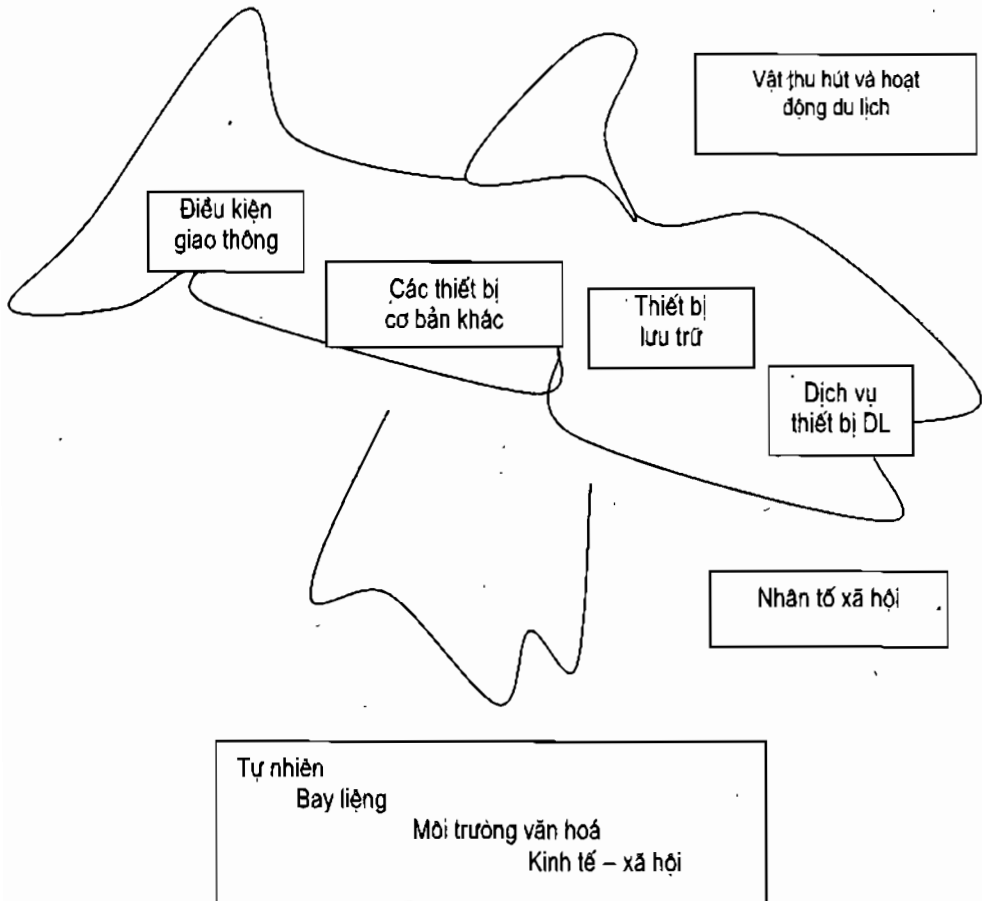 Vật thu hút và hoạt
động du lịch
Điều kiện
giao thông
Các thiết bị
cơ bản khác
Thiết bị
lưu trữ
Dịch vụ
thiết bị DL
Nhân tố xã hội
Tự nhiên
Bay liệng
Môi trường văn hoá
Kinh tế – xã hội